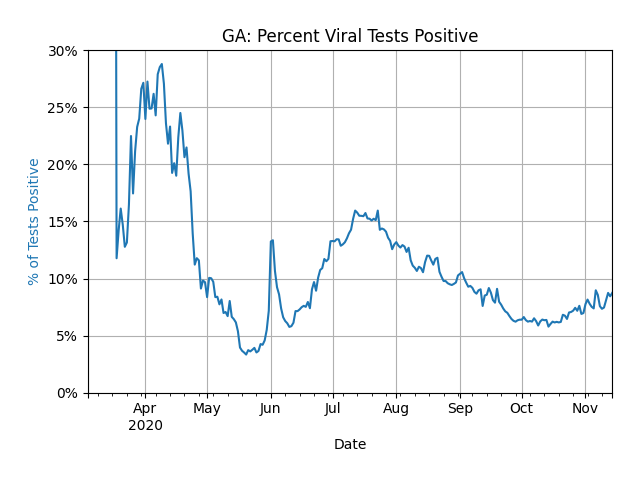 GA: Percent Viral Tests Positive
% of Tests Positive
30%
25%
20%
15%
10%
5%
0%
Apr May Jun Jul Aug Sep Oct Nov
2020
Date